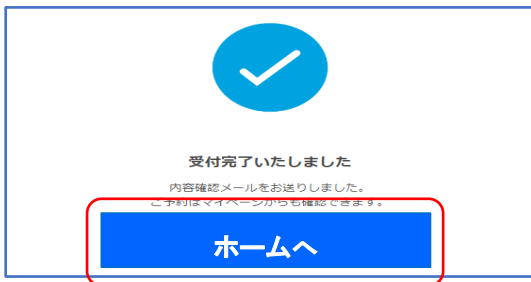 受付完了いたしました
内容確認メールをお送りしました。
ご予約はマイページからも確認できます。
ホームへ